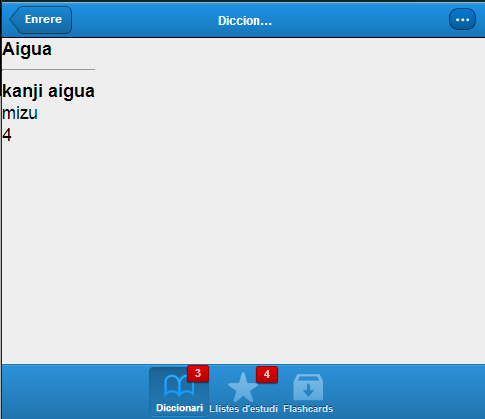 Enrere
Diccion...
Aigua
kanji aigua
mizu
4
3
4
Diccionari
Llistes d'estudi
Flashcards